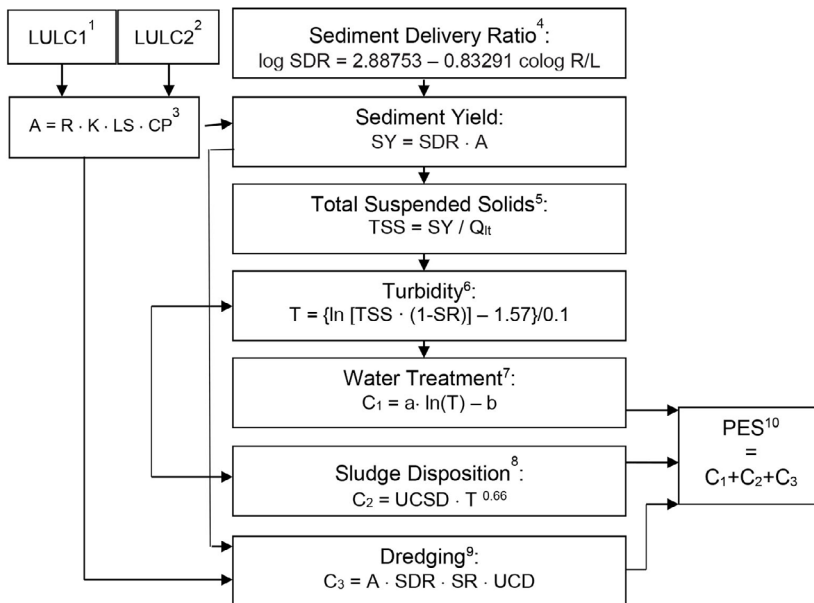 LULC1¹
LULC2²
A = R · K · LS · CP³
Sediment Delivery Ratio⁴:
log SDR = 2.88753 – 0.83291 colog R/L
Sediment Yield
SY = SDR · A
Total Suspended Solids⁵:
TSS = SY / Qlt
Turbidity⁶:
T = {ln [TSS · (1-SR)] – 1.57}/0.1
Water Treatment⁷:
C₁ = a· ln(T) – b
Sludge Disposition⁸:
C₂ = UCSD · T ⁰·⁶⁶
Dredging⁹:
C₃ = A · SDR · SR · UCD
PES¹⁰
=
C₁+C₂+C₃